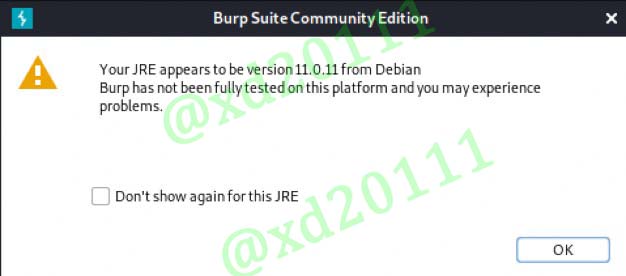 Burp Suite Community Edition
Your JRE appears to be version 11.0.11 from Debian
Burp has not been fully tested on this platform and you may experience
problems.
@xd20111
Don't show again for this JRE
@xd20111
OK